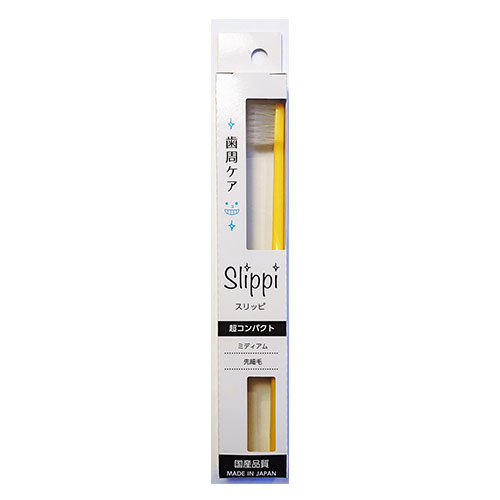 歯周ケア
Slippi
スリッピ
超コンパクト
ミディアム
先細毛
国産品質
MADE IN JAPAN